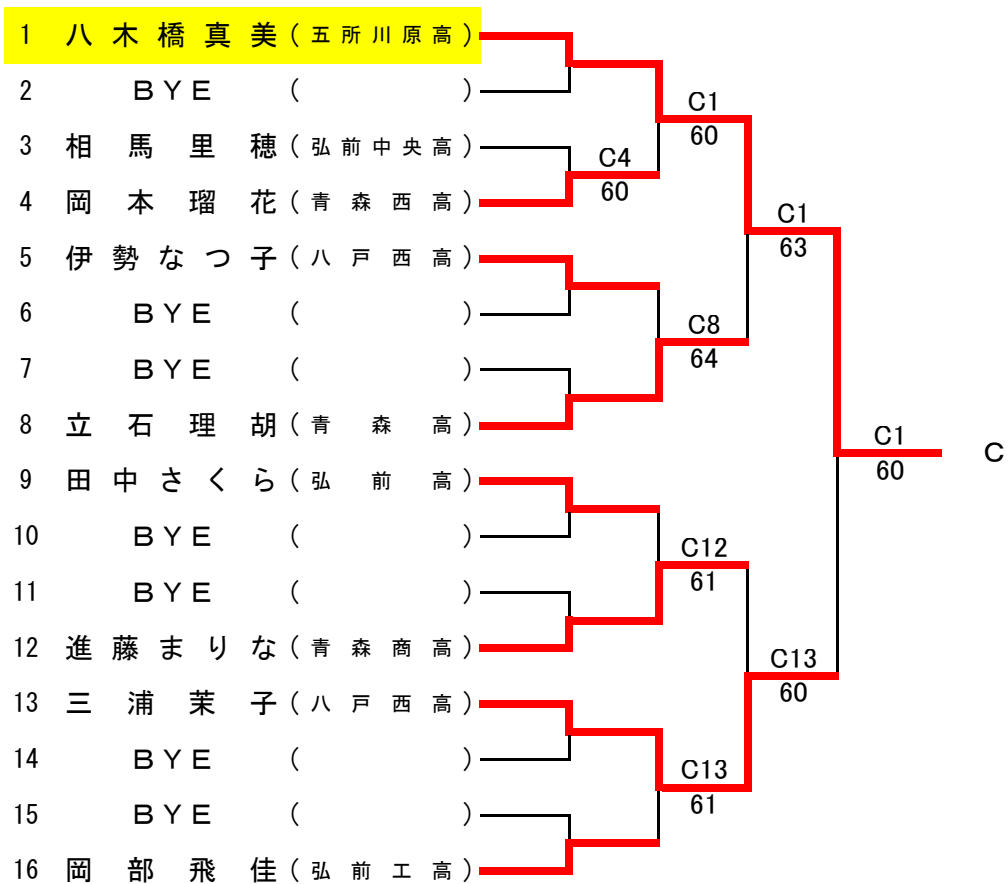 1 八木橋真美(五所川原高)
2 ＢＹＥ ( )
3 相馬里穂(弘前中央高)
4 岡本瑠花(青森西高)
5 伊勢なつ子(八戸西高)
6 ＢＹＥ ( )
7 ＢＹＥ ( )
8 立石理胡(青森高)
9 田中さくら(弘前高)
10 ＢＹＥ ( )
11 ＢＹＥ ( )
12 進藤まりな(青森商高)
13 三浦茉子(八戸西高)
14 ＢＹＥ ( )
15 ＢＹＥ ( )
16 岡部飛佳(弘前工高)
C4
60
C1
60
C8
64
C12
61
C13
61
C1
63
C13
60
C1
60
C